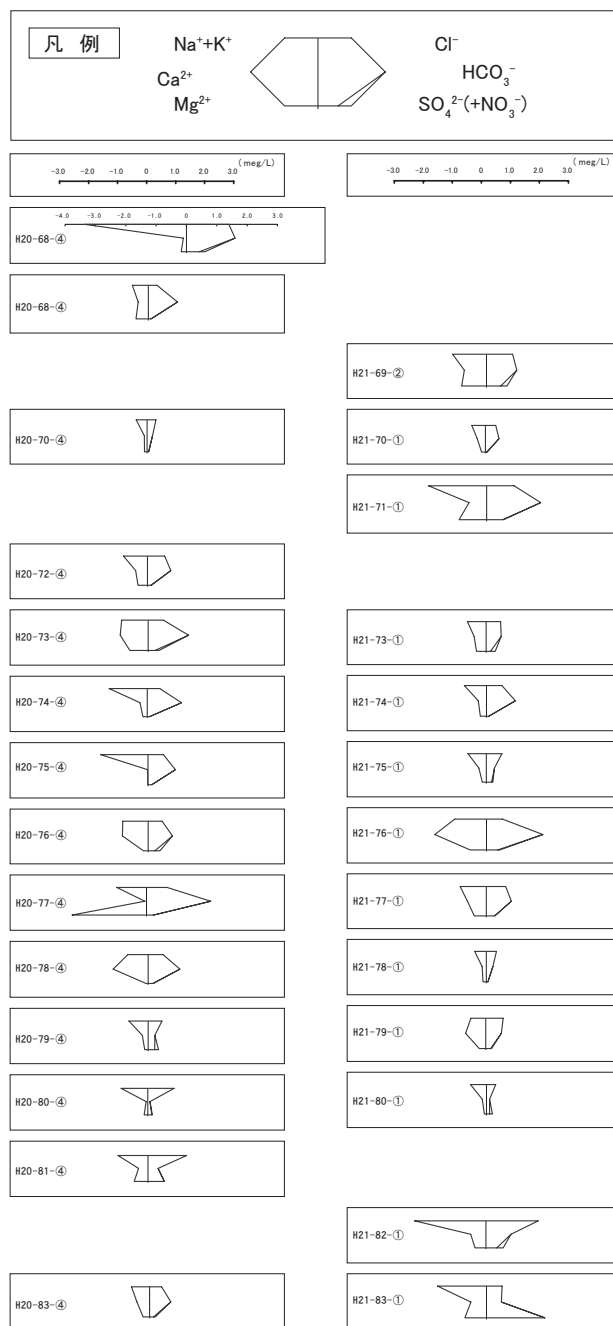 凡 例
Na⁺+K⁺
Cl⁻
Ca²⁺
HCO₃⁻
Mg²⁺
SO₄²⁻(+NO₃⁻)
(meg/L)
-3.0 -2.0 -1.0 0 1.0 2.0 3.0
(meg/L)
-3.0 -2.0 -1.0 0 1.0 2.0 3.0
-4.0 -3.0 -2.0 -1.0 0 1.0 2.0 3.0
H20-68-④
H20-68-④
H21-69-②
H20-70-④
H21-70-①
H21-71-①
H20-72-④
H20-73-④
H21-73-①
H20-74-④
H21-74-①
H20-75-④
H21-75-①
H20-76-④
H21-76-①
H20-77-④
H21-77-①
H20-78-④
H21-78-①
H20-79-④
H21-79-①
H20-80-④
H21-80-①
H20-81-④
H21-82-①
H20-83-④
H21-83-①